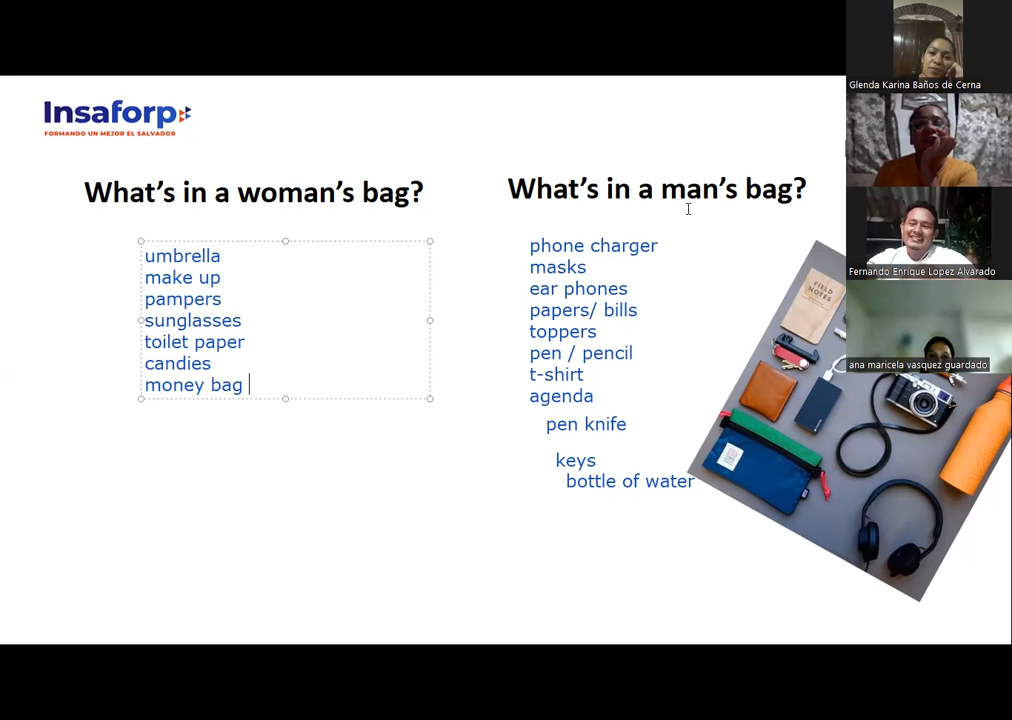 Insaforp
FORMANDO UN MEJOR EL SALVADOR
What's in a woman's bag?
umbrella
make up
pampers
sunglasses
toilet paper
candies
money bag
What's in a man's bag?
phone charger
masks
ear phones
papers/ bills
toppers
pen / pencil
t-shirt
agenda
pen knife
keys
bottle of water
FIELD
NOTES
Glenda Karina Baños de Cerna
Fernando Enrique Lopez Alvarado
ana maricela vasquez guardado